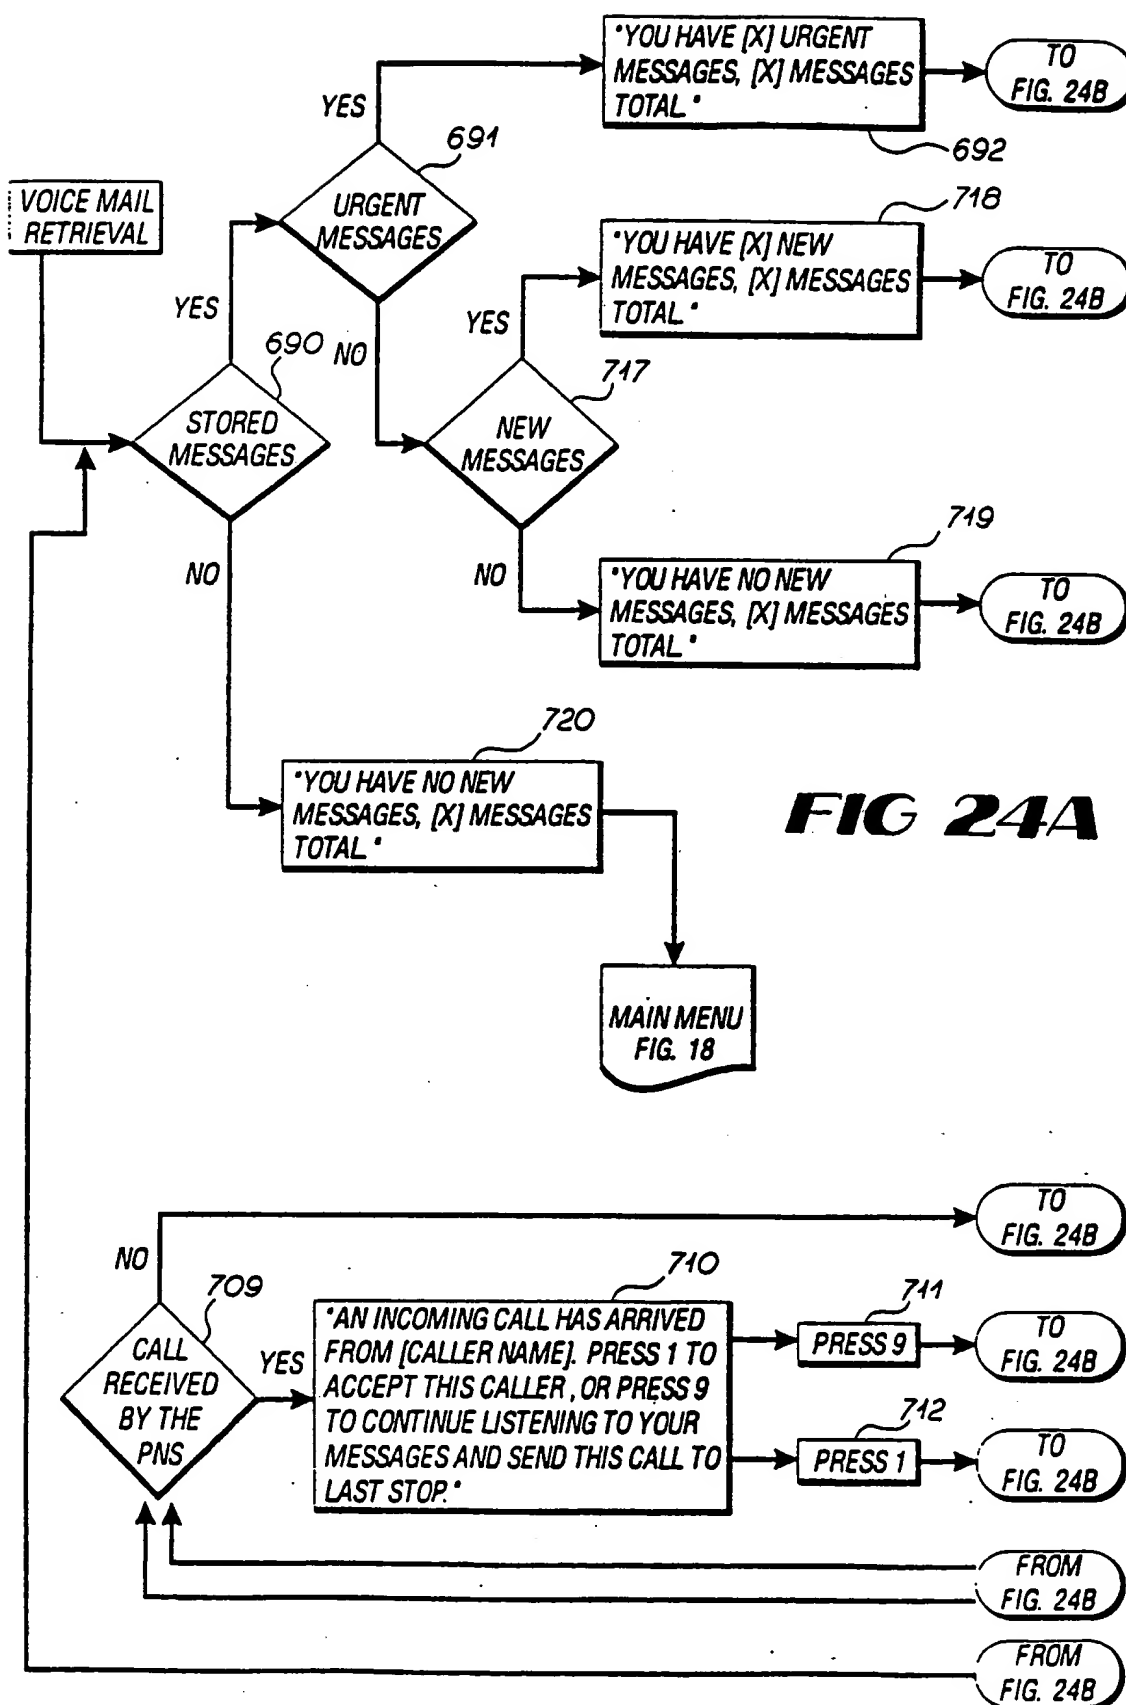 "YOU HAVE [X] URGENT
MESSAGES, [X] MESSAGES
TOTAL."
TO
FIG. 24B
692
YES
691
URGENT
MESSAGES
VOICE MAIL
RETRIEVAL
718
"YOU HAVE [X] NEW
MESSAGES, [X] MESSAGES
TOTAL."
TO
FIG. 24B
YES
YES
NO
690
STORED
MESSAGES
717
NEW
MESSAGES
719
NO
NO
"YOU HAVE NO NEW
MESSAGES, [X] MESSAGES
TOTAL."
TO
FIG. 24B
720
"YOU HAVE NO NEW
MESSAGES, [X] MESSAGES
TOTAL."
FIG 24A
MAIN MENU
FIG. 18
TO
FIG. 24B
NO
709
CALL
RECEIVED
BY THE
PNS
YES
710
"AN INCOMING CALL HAS ARRIVED
FROM [CALLER NAME]. PRESS 1 TO
ACCEPT THIS CALLER, OR PRESS 9
TO CONTINUE LISTENING TO YOUR
MESSAGES AND SEND THIS CALL TO
LAST STOP."
711
PRESS 9
TO
FIG. 24B
712
PRESS 1
TO
FIG. 24B
FROM
FIG. 24B
FROM
FIG. 24B